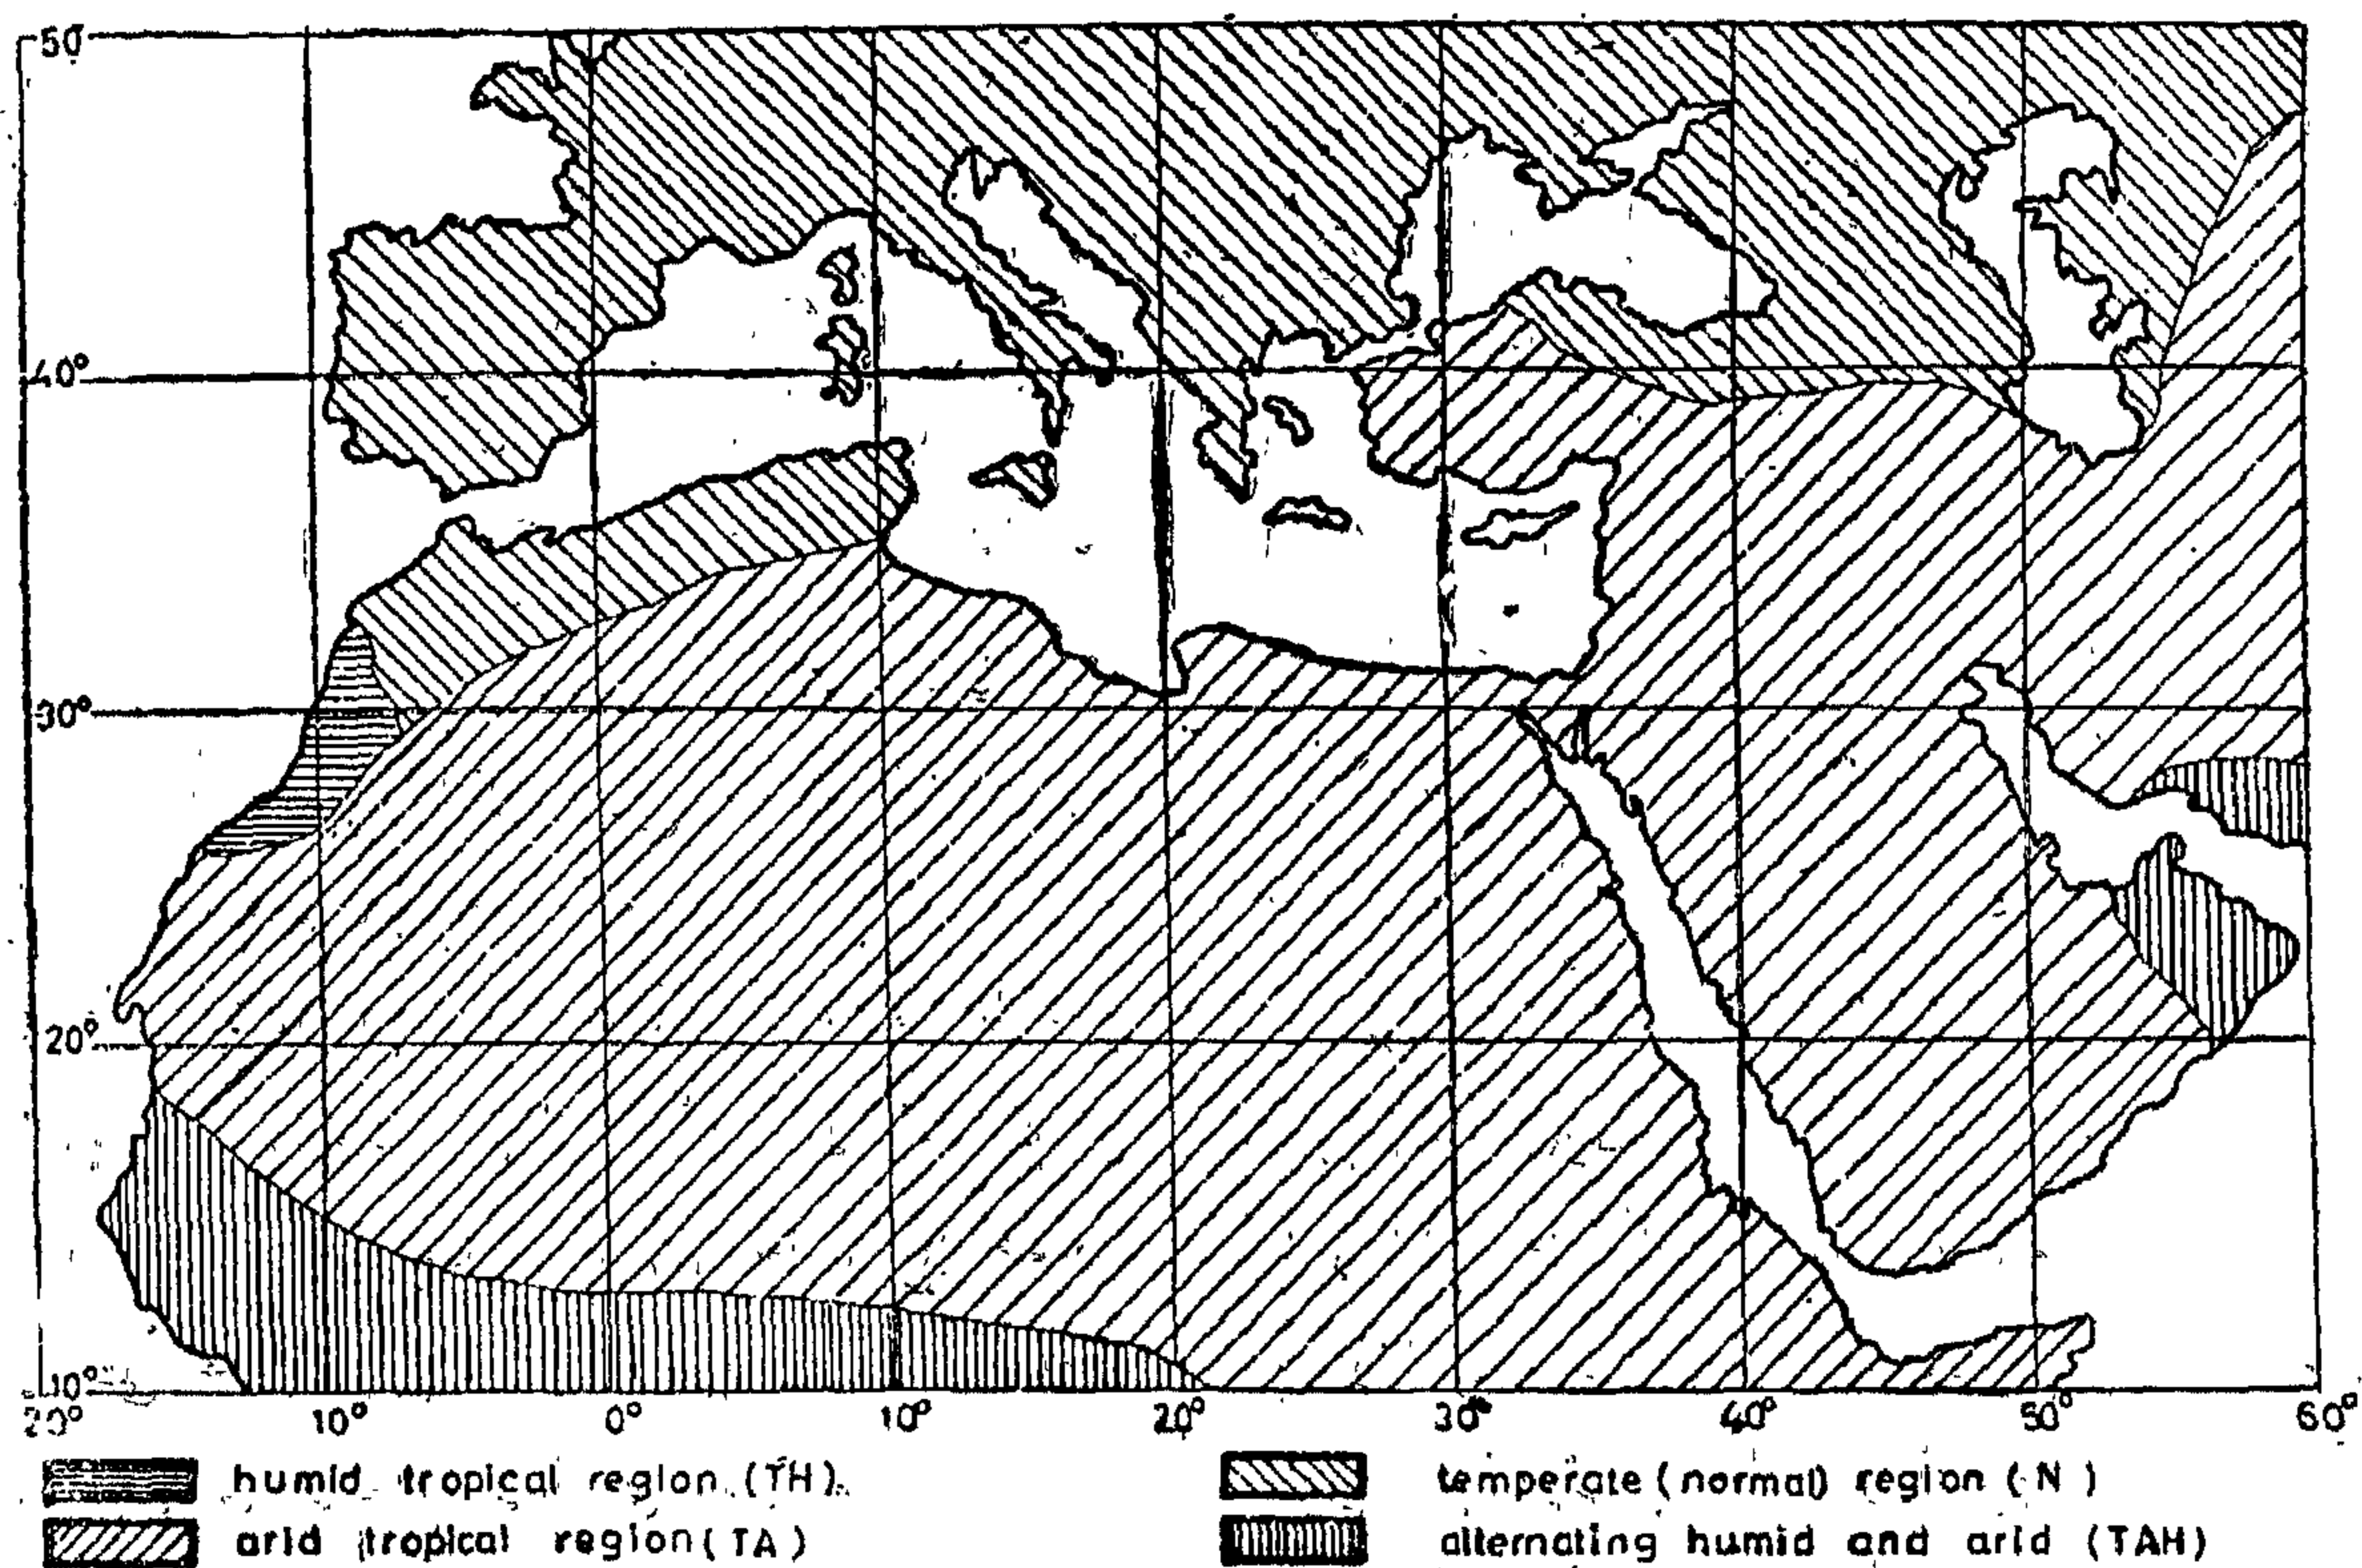 50
40°
30°
20°
10°
20° 10° 0° 10° 20° 30° 40° 50° 60°
humid tropical region (TH)
temperate (normal) region (N)
arid tropical region (TA)
alternating humid and arid (TAH)